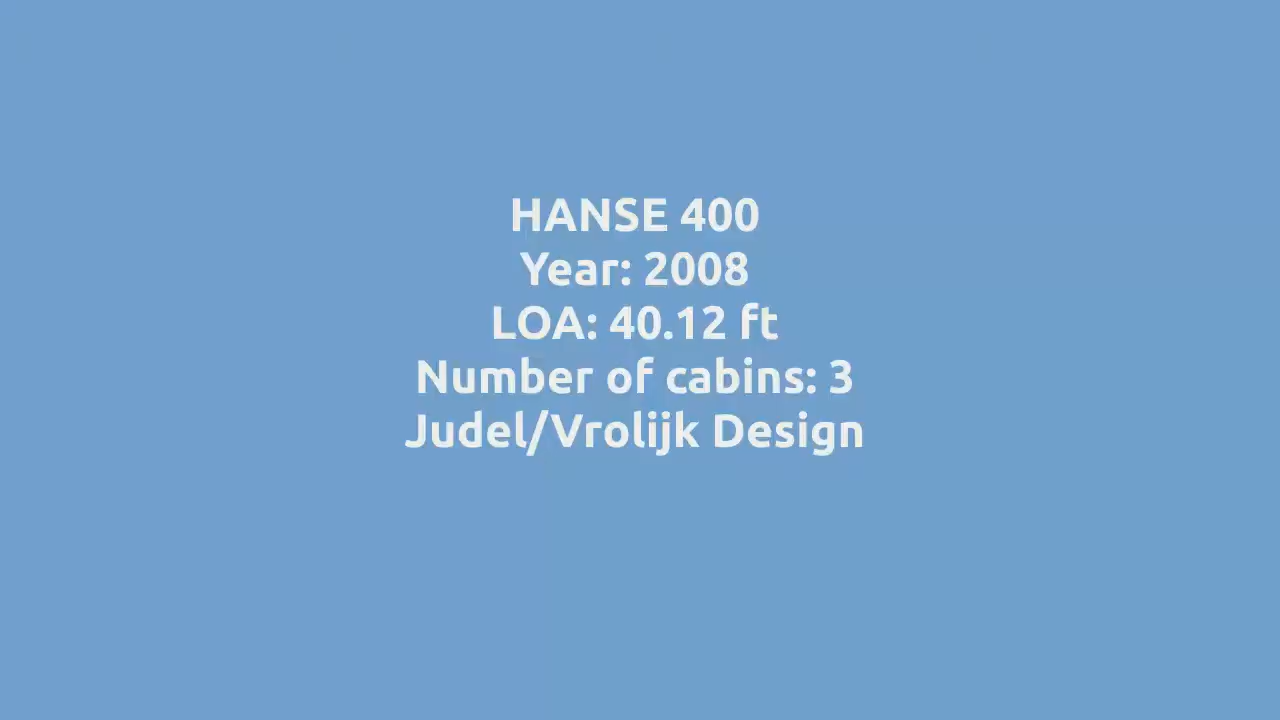 HANSE 400
Year: 2008
LOA: 40.12 ft
Number of cabins: 3
Judel/Vrolijk Design